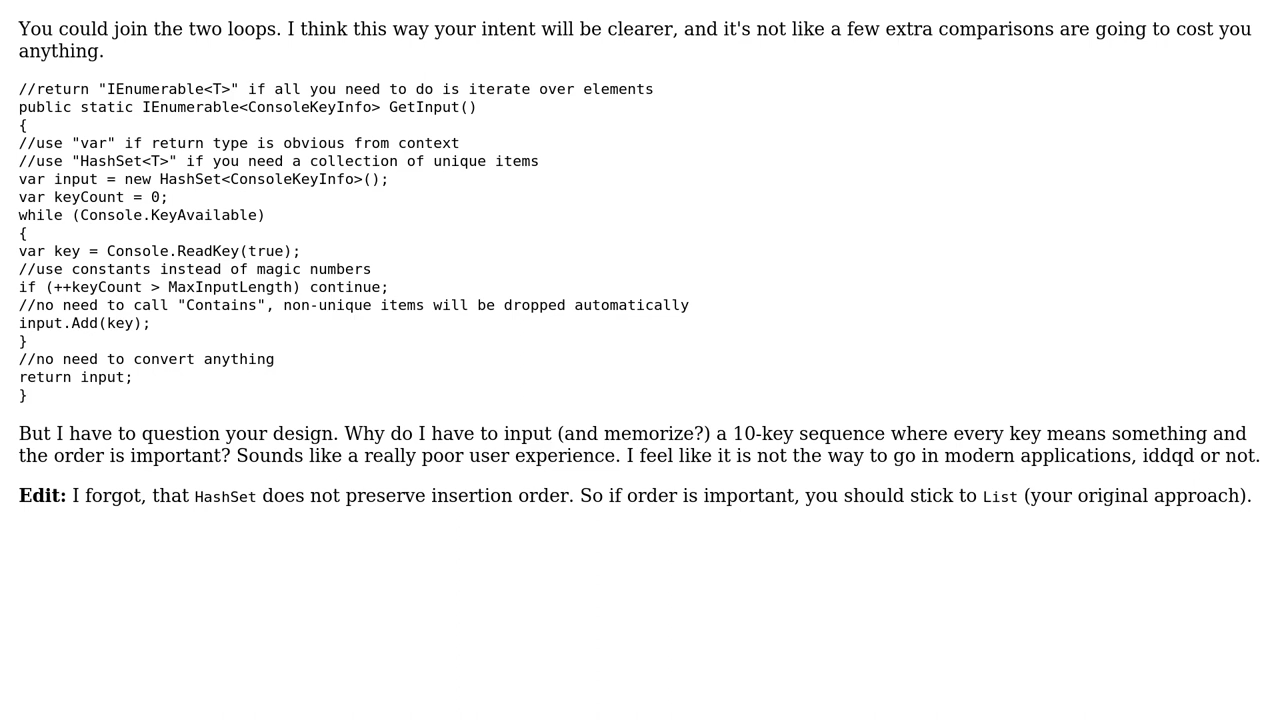 You could join the two loops. I think this way your intent will be clearer, and it's not like a few extra comparisons are going to cost you
anything.
//return "IEnumerable<T>" if all you need to do is iterate over elements
public static IEnumerable<ConsoleKeyInfo> GetInput()
{
//use "var" if return type is obvious from context
//use "HashSet<T>" if you need a collection of unique items
var input = new HashSet<ConsoleKeyInfo>();
var keyCount = 0;
while (Console.KeyAvailable)
{
var key = Console.ReadKey(true);
//use constants instead of magic numbers
if (++keyCount > MaxInputLength) continue;
//no need to call "Contains", non-unique items will be dropped automatically
input.Add(key);
}
//no need to convert anything
return input;
}
But I have to question your design. Why do I have to input (and memorize?) a 10-key sequence where every key means something and
the order is important? Sounds like a really poor user experience. I feel like it is not the way to go in modern applications, iddqd or not.
Edit: I forgot, that HashSet does not preserve insertion order. So if order is important, you should stick to List (your original approach).